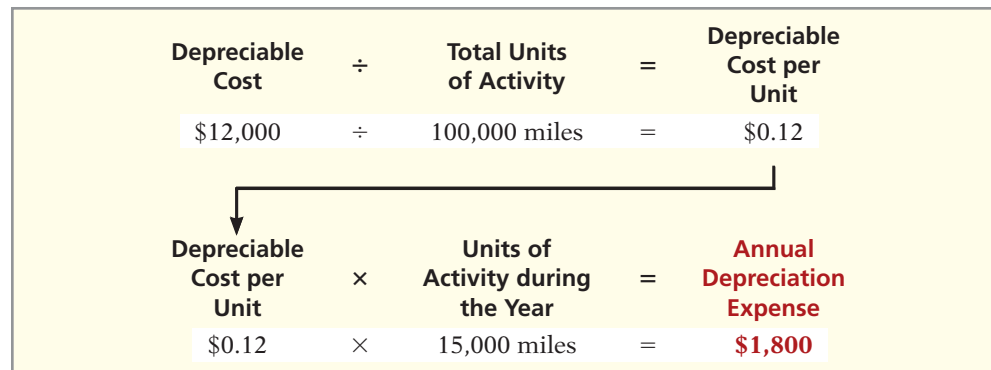 Depreciable Cost ÷ Total Units of Activity = Depreciable Cost per Unit
$12,000 ÷ 100,000 miles = $0.12
Depreciable Cost per Unit × Units of Activity during the Year = Annual Depreciation Expense
$0.12 × 15,000 miles = $1,800